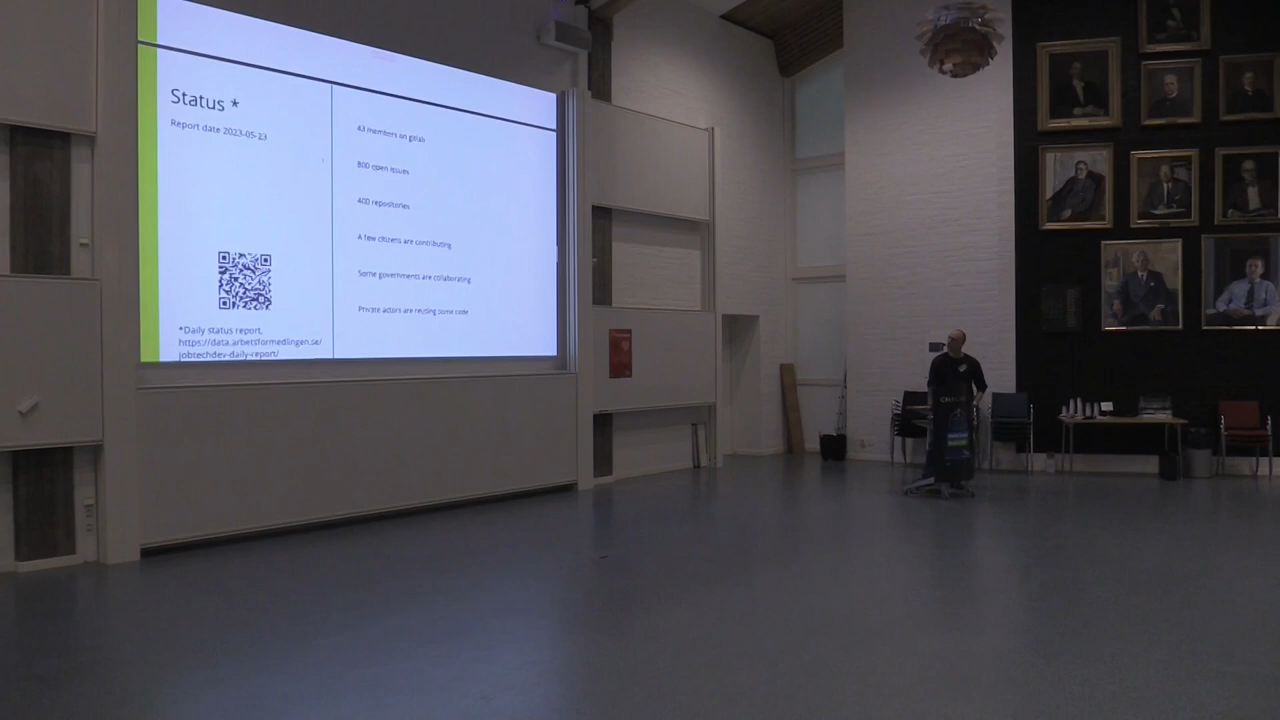 Status *
Report date 2023-05-23
43 members on gitlab
800 open issues
400 repositories
A few citizens are contributing
Some governments are collaborating
Private actors are reusing some code
*Daily status report,
https://data.arbetsformedlingen.se/
jobtechdev-daily-report/